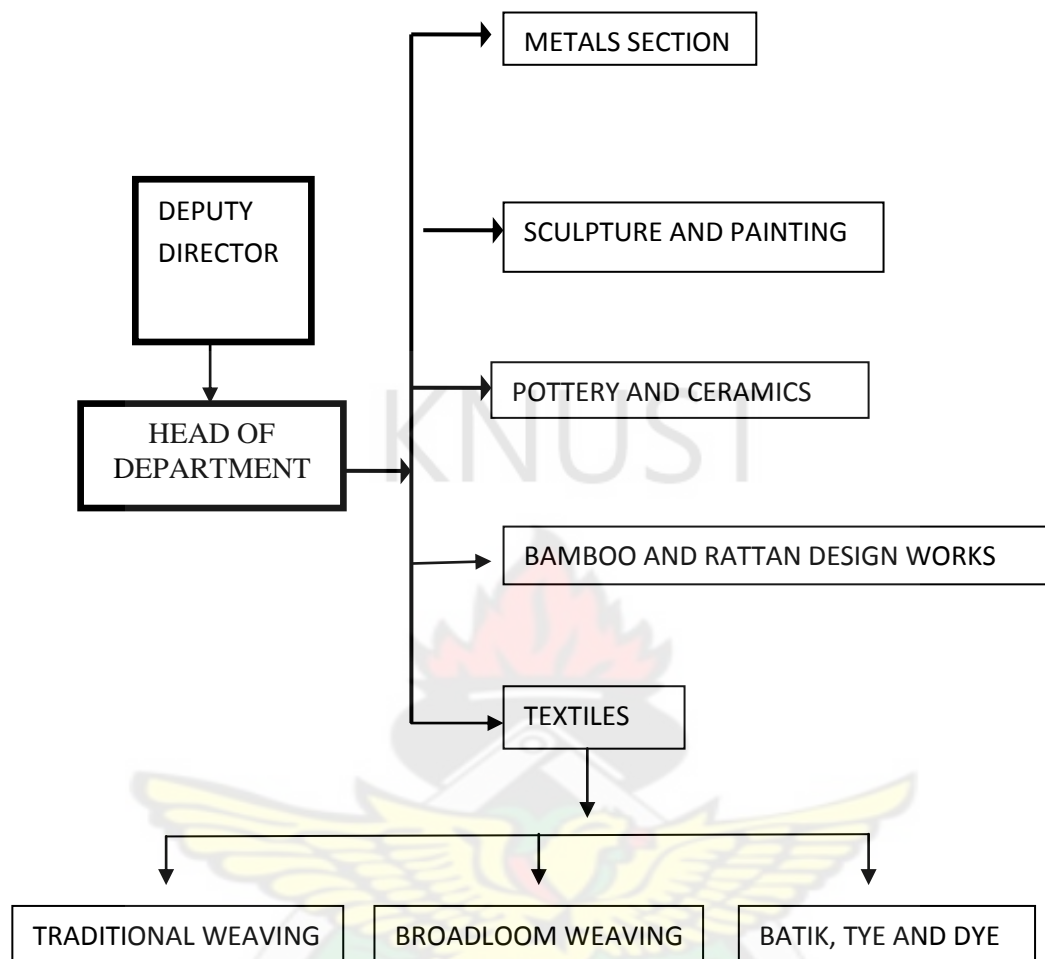 METALS SECTION
DEPUTY
DIRECTOR
SCULPTURE AND PAINTING
POTTERY AND CERAMICS
HEAD OF
DEPARTMENT
KNUST
BAMBOO AND RATTAN DESIGN WORKS
TEXTILES
TRADITIONAL WEAVING
BROADLOOM WEAVING
BATIK, TYE AND DYE